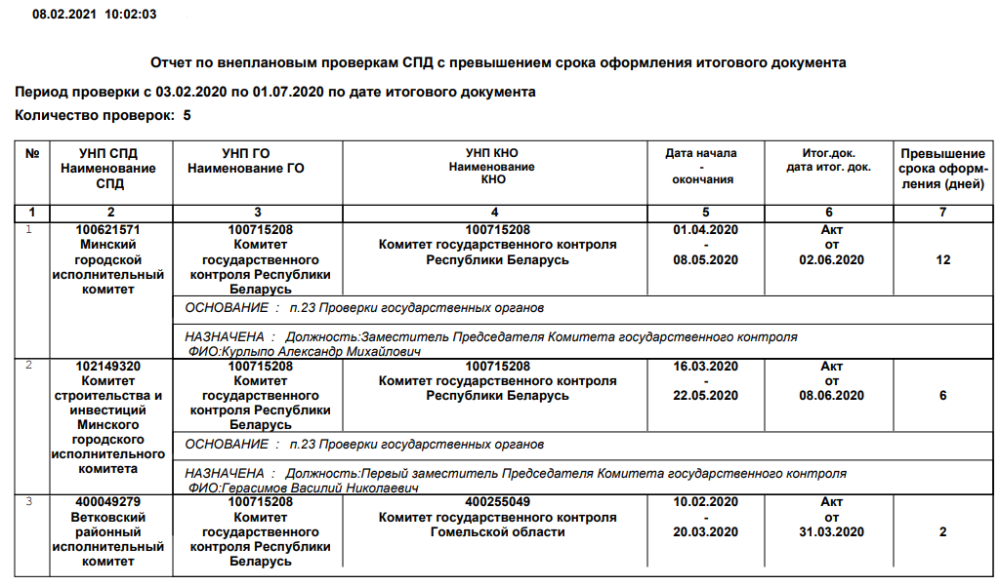 08.02.2021 10:02:03
Отчет по внеплановым проверкам СПД с превышением срока оформления итогового документа
Период проверки с 03.02.2020 по 01.07.2020 по дате итогового документа
Количество проверок: 5
№
УНП СПД
Наименование
СПД
УНП ГО
Наименование ГО
УНП КНО
Наименование
КНО
Дата начала
-
окончания
Итог.док.
дата итог. док.
Превышение
срока оформ-
ления (дней)
1 2 3 4 5 6 7
1
100621571
Минский
городской
исполнительный
комитет
100715208
Комитет
государственного
контроля Республики
Беларусь
100715208
Комитет государственного контроля
Республики Беларусь
01.04.2020
-
08.05.2020
Акт
от
02.06.2020
12
ОСНОВАНИЕ : п.23 Проверки государственных органов
НАЗНАЧЕНА : Должность:Заместитель Председателя Комитета государственного контроля
ФИО:Курлыпо Александр Михайлович
2
102149320
Комитет
строительства и
инвестиций
Минского
городского
исполнительного
комитета
100715208
Комитет
государственного
контроля Республики
Беларусь
100715208
Комитет государственного контроля
Республики Беларусь
16.03.2020
-
22.05.2020
Акт
от
08.06.2020
6
ОСНОВАНИЕ : п.23 Проверки государственных органов
НАЗНАЧЕНА : Должность:Первый заместитель Председателя Комитета государственного контроля
ФИО:Герасимов Василий Николаевич
3
400049279
Ветковский
районный
исполнительный
комитет
100715208
Комитет
государственного
контроля Республики
Беларусь
400255049
Комитет государственного контроля
Гомельской области
10.02.2020
-
20.03.2020
Акт
от
31.03.2020
2